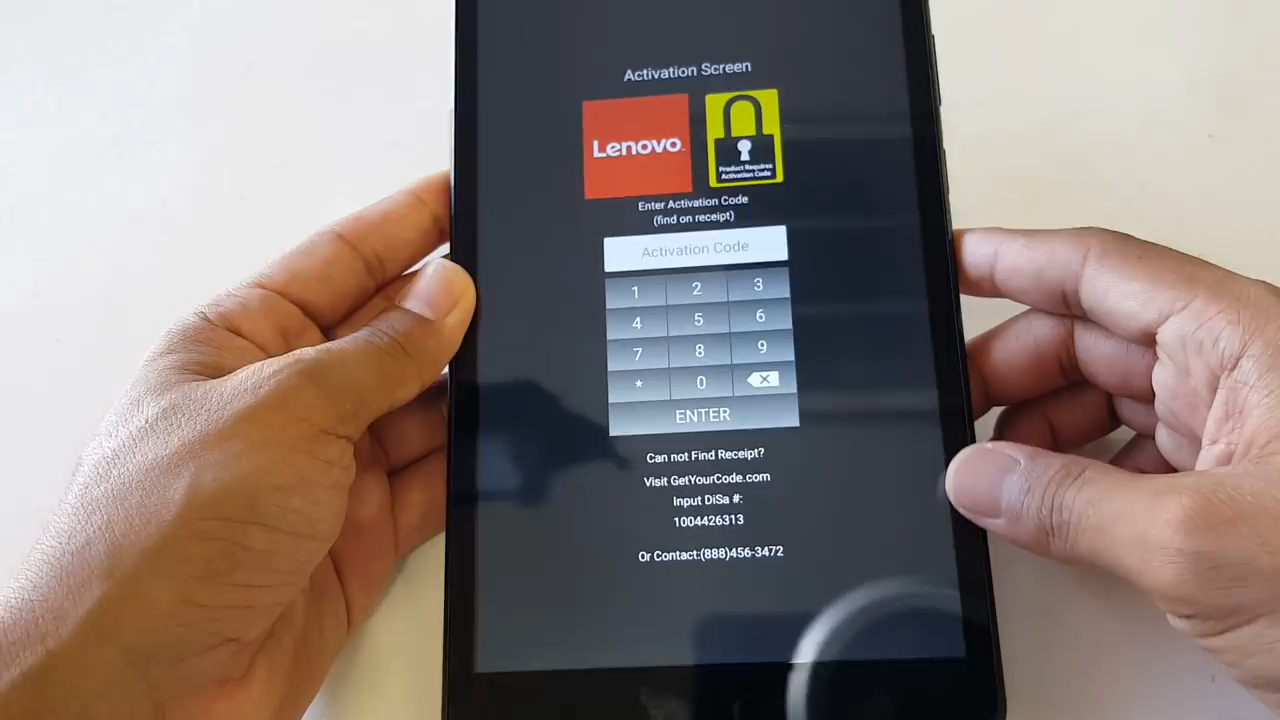 Activation Screen
Lenovo
Product Requires
Activation Code
Enter Activation Code
(find on receipt)
Activation Code
1 2 3
4 5 6
7 8 9
* 0
ENTER
Can not Find Receipt?
Visit GetYourCode.com
Input DiSa #:
1004426313
Or Contact:(888)456-3472